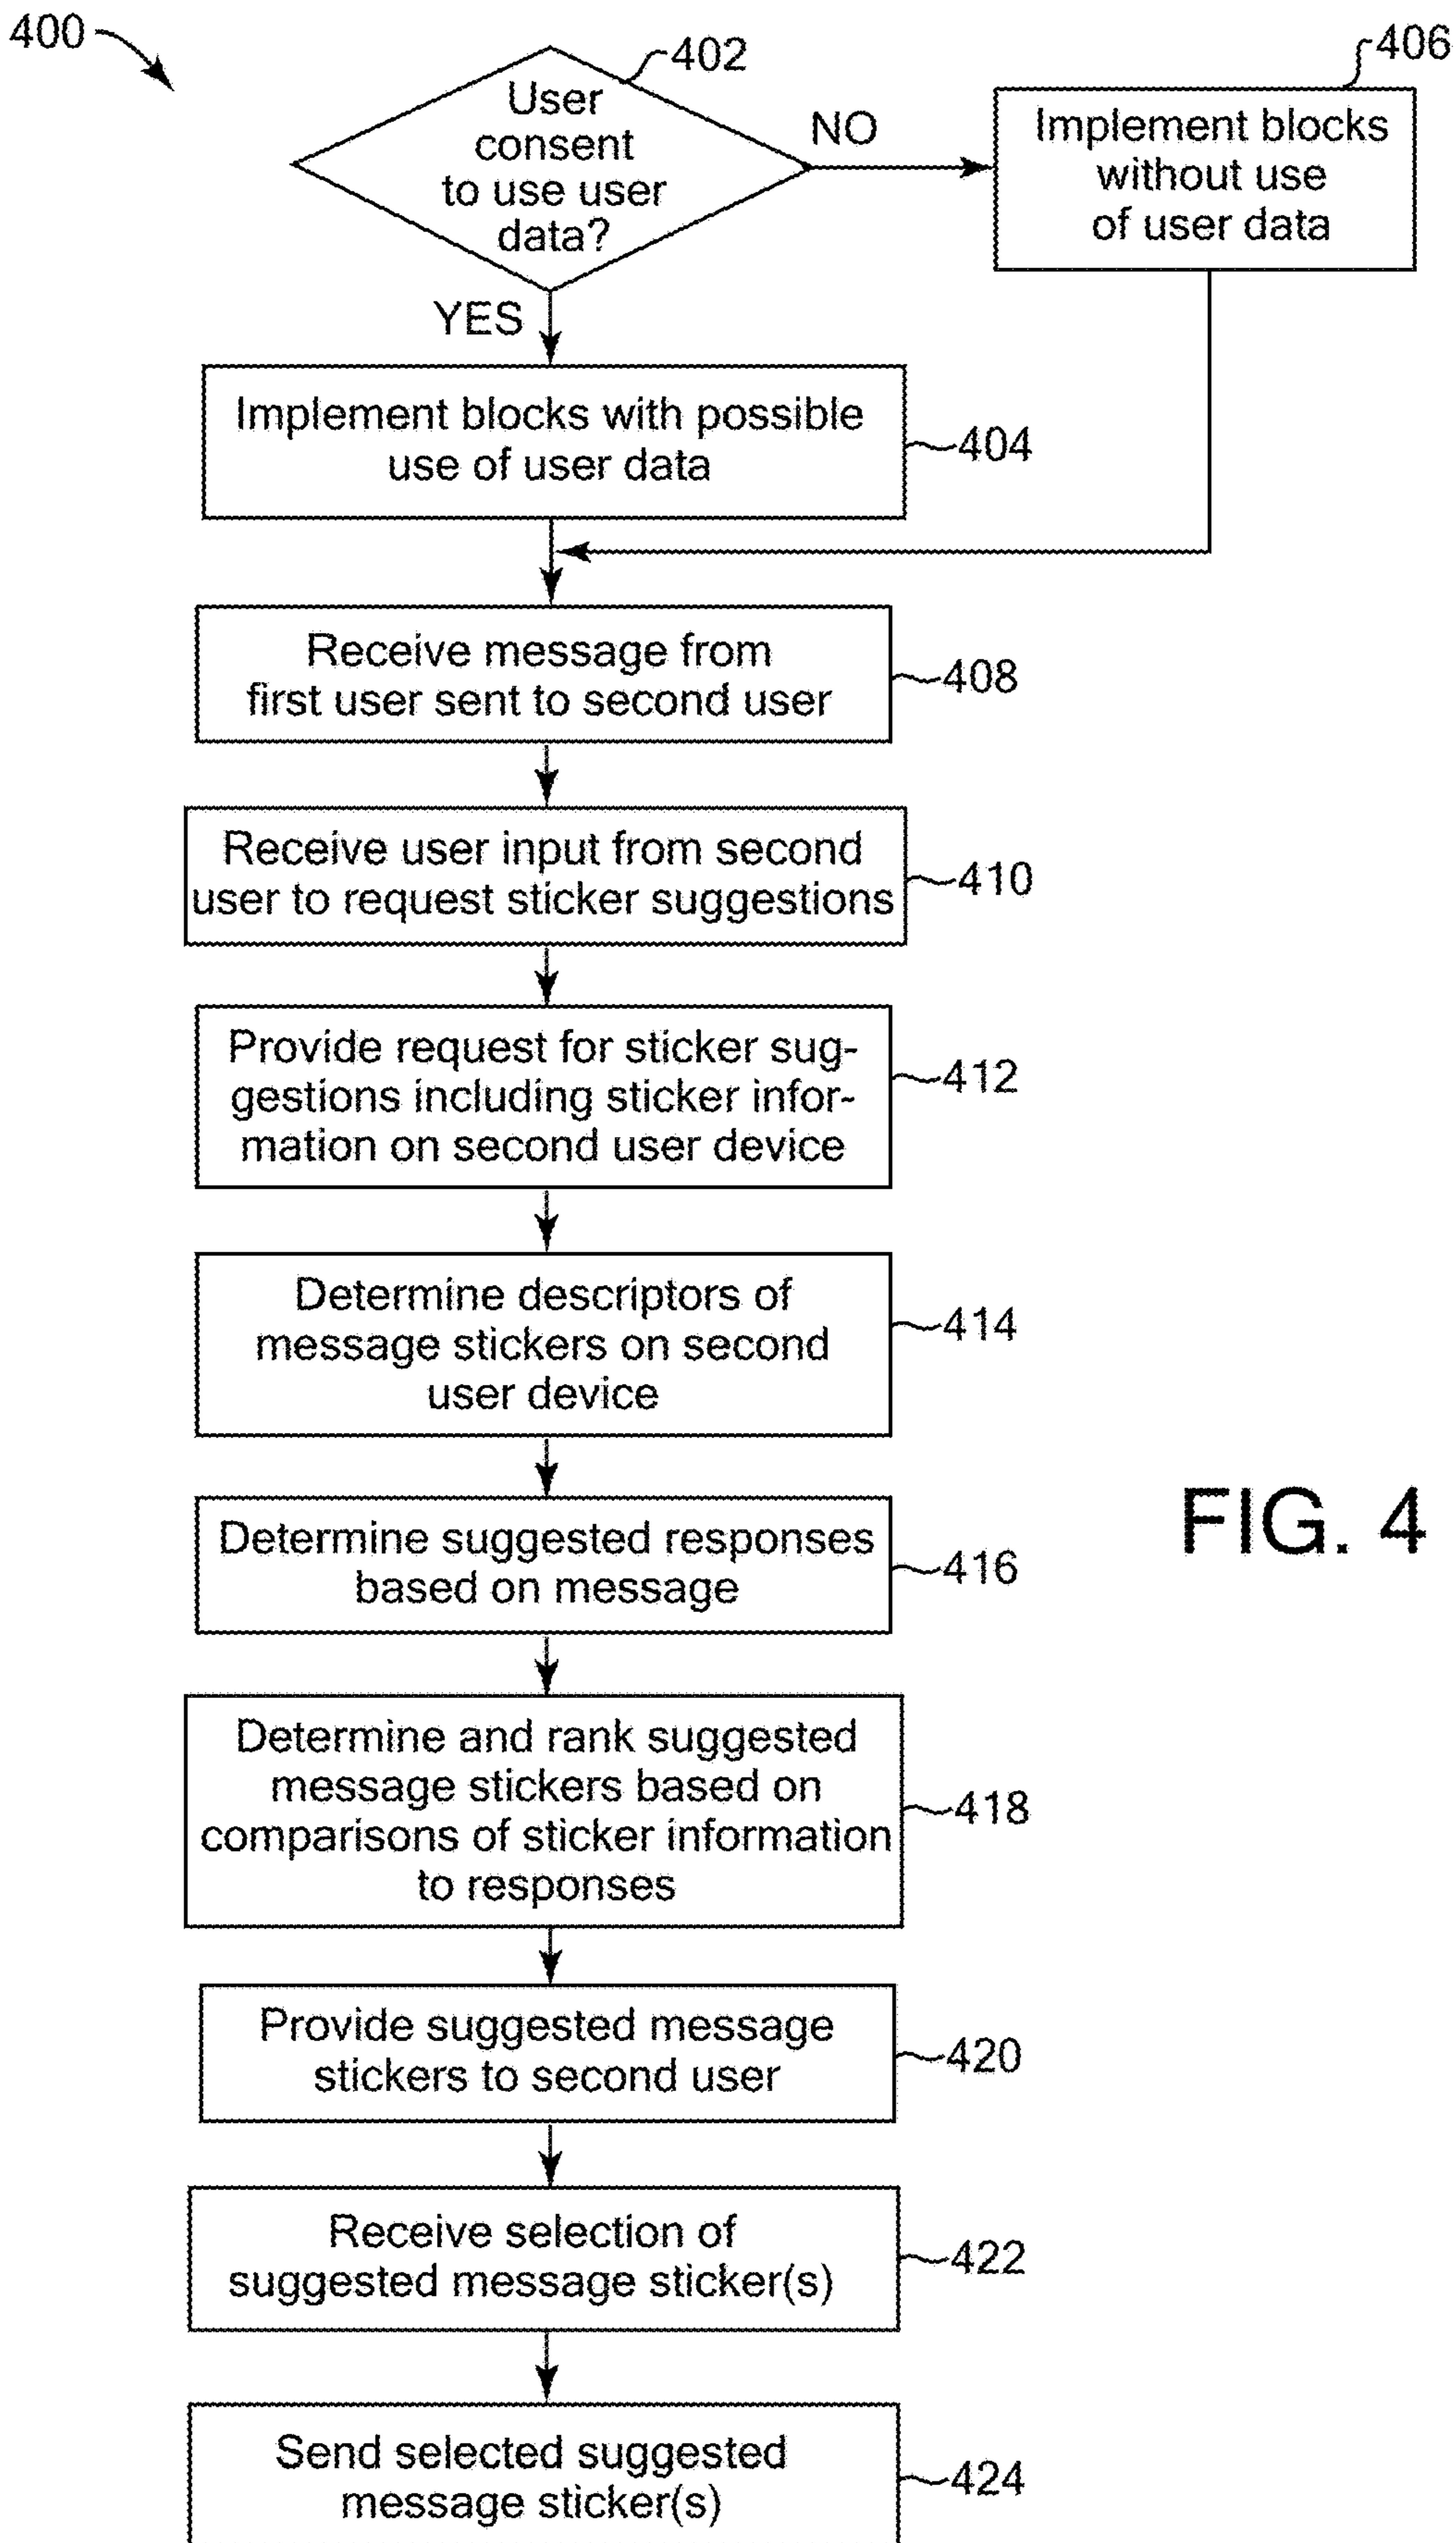 400
402
User
consent
to use user
data?
NO
406
Implement blocks
without use
of user data
YES
Implement blocks with possible
use of user data
404
Receive message from
first user sent to second user
408
Receive user input from second
user to request sticker suggestions
410
Provide request for sticker sug-
gestions including sticker infor-
mation on second user device
412
Determine descriptors of
message stickers on second
user device
414
Determine suggested responses
based on message
416
FIG. 4
Determine and rank suggested
message stickers based on
comparisons of sticker information
to responses
418
Provide suggested message
stickers to second user
420
Receive selection of
suggested message sticker(s)
422
Send selected suggested
message sticker(s)
424